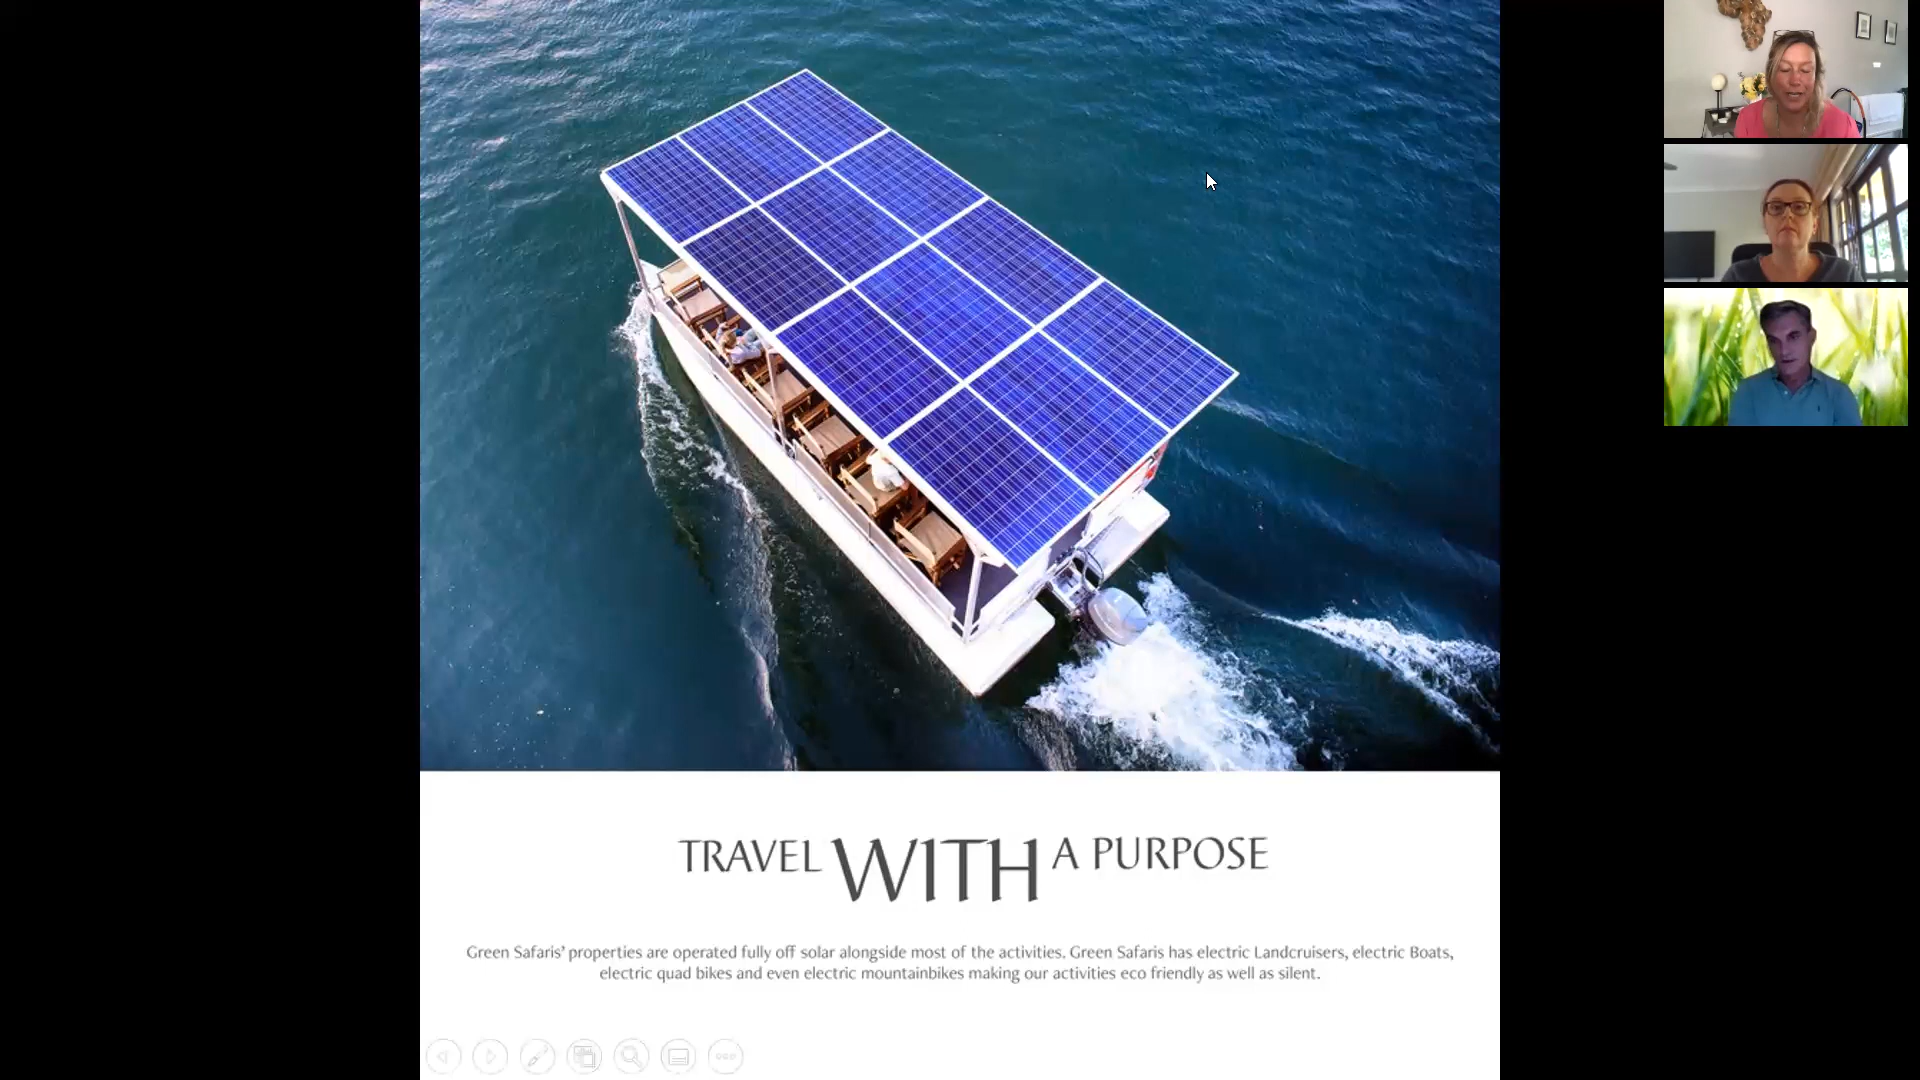 TRAVEL WITH A PURPOSE
Green Safaris’ properties are operated fully off solar alongside most of the activities. Green Safaris has electric Landcruisers, electric Boats,
electric quad bikes and even electric mountainbikes making our activities eco friendly as well as silent.